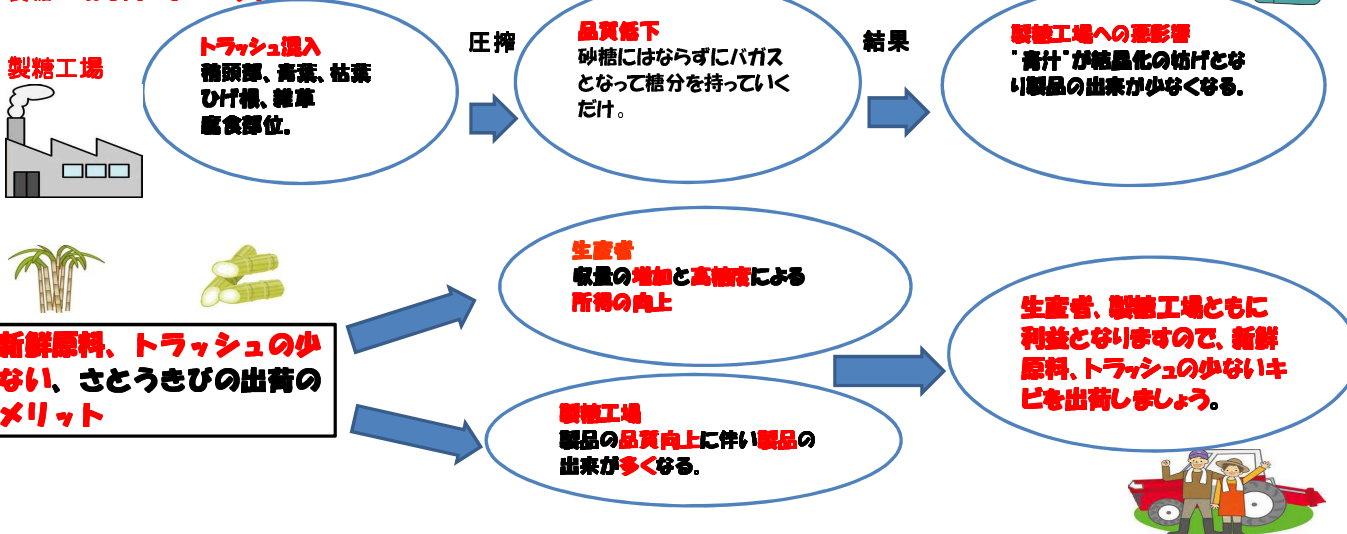 製糖工場
トラッシュ混入
梢頭部、青葉、枯葉
ひげ根、雑草
腐食部位。
圧搾
品質低下
砂糖にはならずにバガス
となって糖分を持っていく
だけ。
結果
製糖工場への悪影響
"青汁"が結晶化の妨げとな
り製品の出来が少なくなる。
新鮮原料、トラッシュの少
ない、さとうきびの出荷の
メリット
生産者
収量の増加と高糖度による
所得の向上
製糖工場
製品の品質向上に伴い製品の
出来が多くなる。
生産者、製糖工場ともに
利益となりますので、新鮮
原料、トラッシュの少ないキ
ビを出荷しましょう。